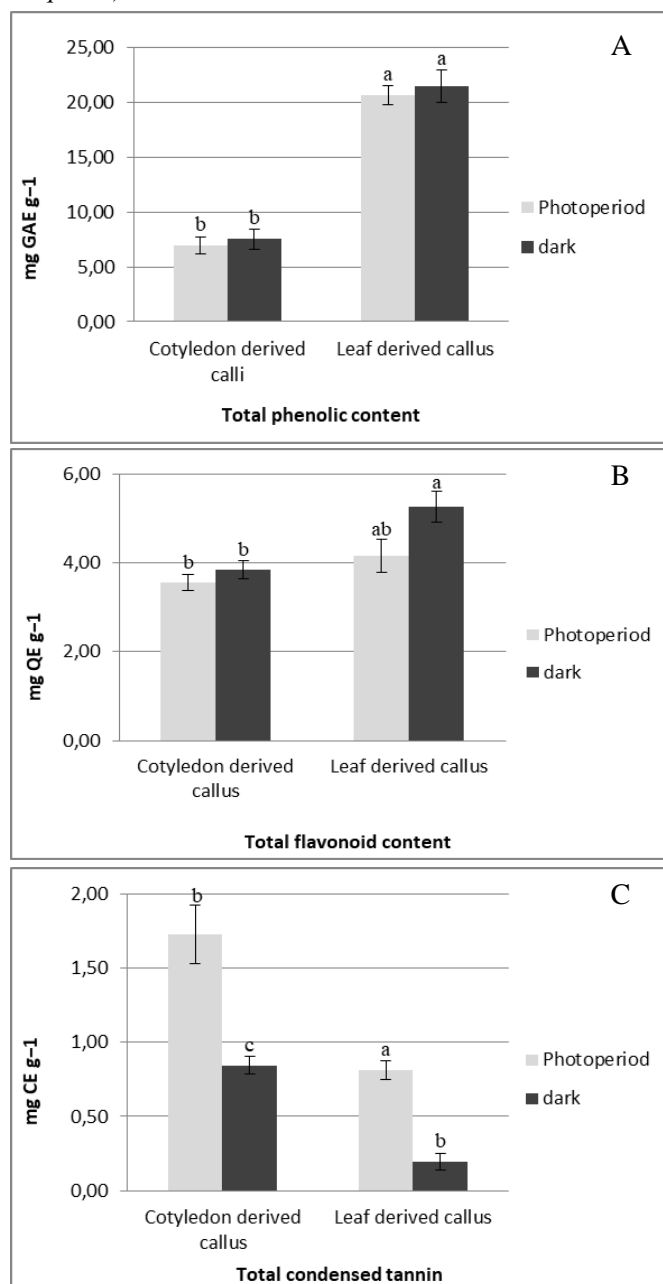 A
25,00
20,00
15,00
10,00
5,00
0,00
mg GAE g–1
b b a a
Photoperiod
dark
Cotyledon derived
calli
Leaf derived callus
Total phenolic content
B
6,00
4,00
2,00
0,00
mg QE g–1
b b ab a
Photoperiod
dark
Cotyledon derived
callus
Leaf derived callus
Total flavonoid content
C
2,00
1,50
1,00
0,50
0,00
mg CE g–1
b c a b
Photoperiod
dark
Cotyledon derived
callus
Leaf derived callus
Total condensed tannin